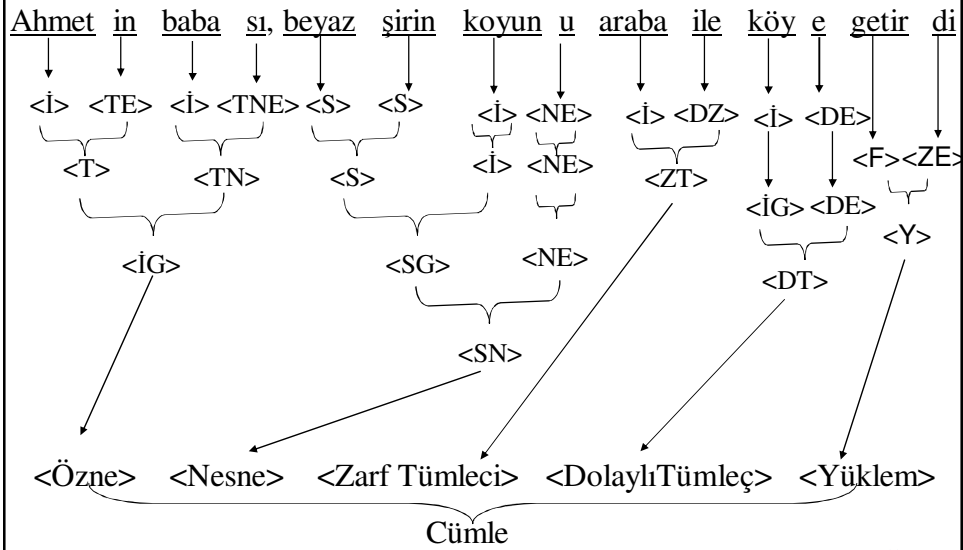 Ahmet in baba sı, beyaz şirin koyun u araba ile köy e getir di
<İ> <TE> <İ> <TNE> <S> <S> <İ> <NE> <İ> <DZ> <İ> <DE>
<F> <ZE>
<T> <TN> <S> <İ> <NE> <ZT>
<İG> <DE>
<Y>
<İG> <SG> <NE>
<DT>
<SN>
<Özne> <Nesne> <Zarf Tümleci> <DolaylıTümleç> <Yüklem>
Cümle